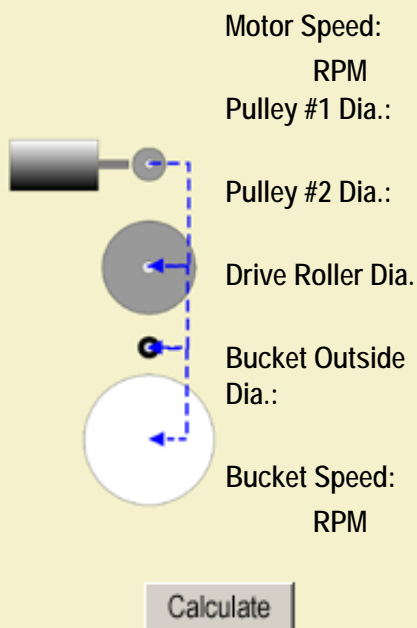 Motor Speed:
RPM
Pulley #1 Dia.:
Pulley #2 Dia.:
Drive Roller Dia.
Bucket Outside
Dia.:
Bucket Speed:
RPM
Calculate